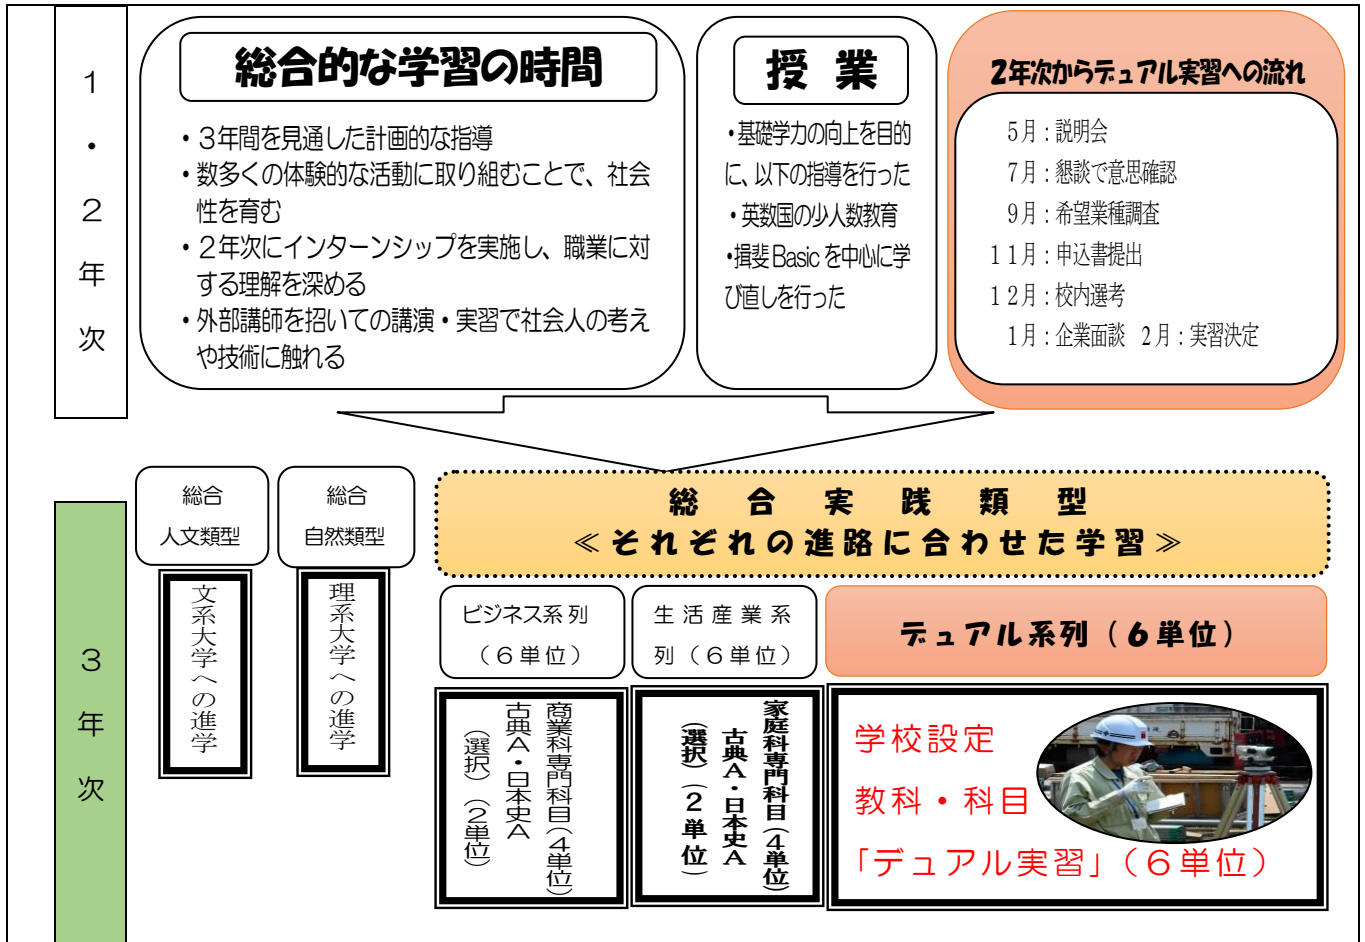 1・2年次
総合的な学習の時間
・3年間を見通した計画的な指導
・数多くの体験的な活動に取り組むことで、社会
性を育む
・2年次にインターンシップを実施し、職業に対
する理解を深める
・外部講師を招いての講演・実習で社会人の考え
や技術に触れる
授業
・基礎学力の向上を目的
に、以下の指導を行った
・英数国の少人数教育
・揖斐Basicを中心に学
び直しを行った
2年次からデュアル実習への流れ
5月:説明会
7月:懇談で意思確認
9月:希望業種調査
11月:申込書提出
12月:校内選考
1月:企業面談 2月:実習決定
3年次
総合
人文類型
文系大学への進学
総合
自然類型
理系大学への進学
総合実践類型
≪それぞれの進路に合わせた学習≫
ビジネス系列
(6単位)
商業科専門科目(4単位)
古典A・日本史A
(選択)(2単位)
生活産業系
列(6単位)
家庭科専門科目(4単位)
古典A・日本史A
(選択)(2単位)
デュアル系列(6単位)
学校設定
教科・科目
「デュアル実習」(6単位)